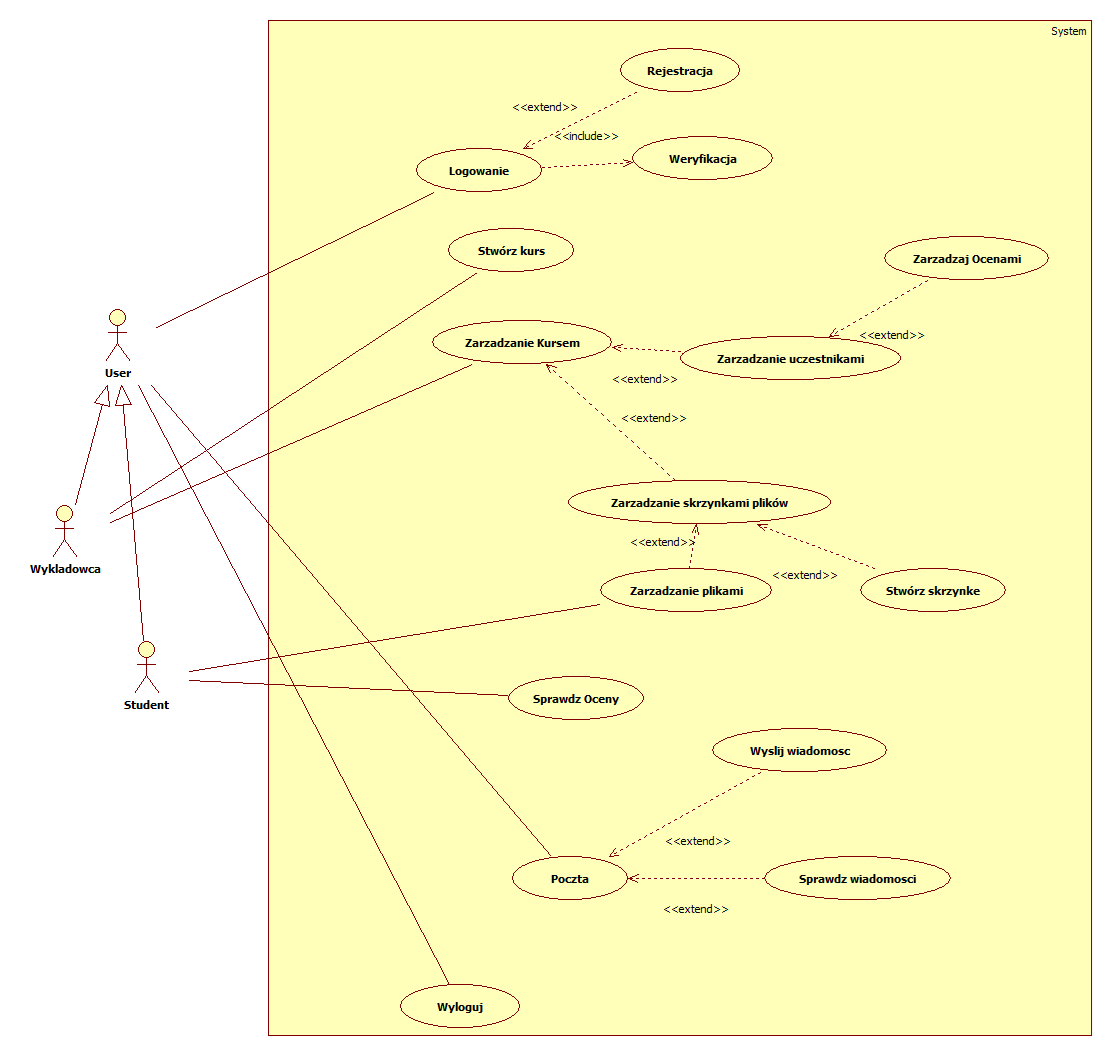 System
Rejestracja
<<extend>>
<<include>>
Weryfikacja
Logowanie
Stwórz kurs
Zarzadzaj Ocenami
User
Zarzadzanie Kursem
<<extend>>
Zarzadzanie uczestnikami
<<extend>>
<<extend>>
Zarzadzanie skrzynkami plików
Wykladowca
<<extend>>
<<extend>>
Zarzadzanie plikami
Stwórz skrzynke
Student
Sprawdz Oceny
Wyslij wiadomosc
<<extend>>
Poczta
Sprawdz wiadomosci
<<extend>>
Wyloguj